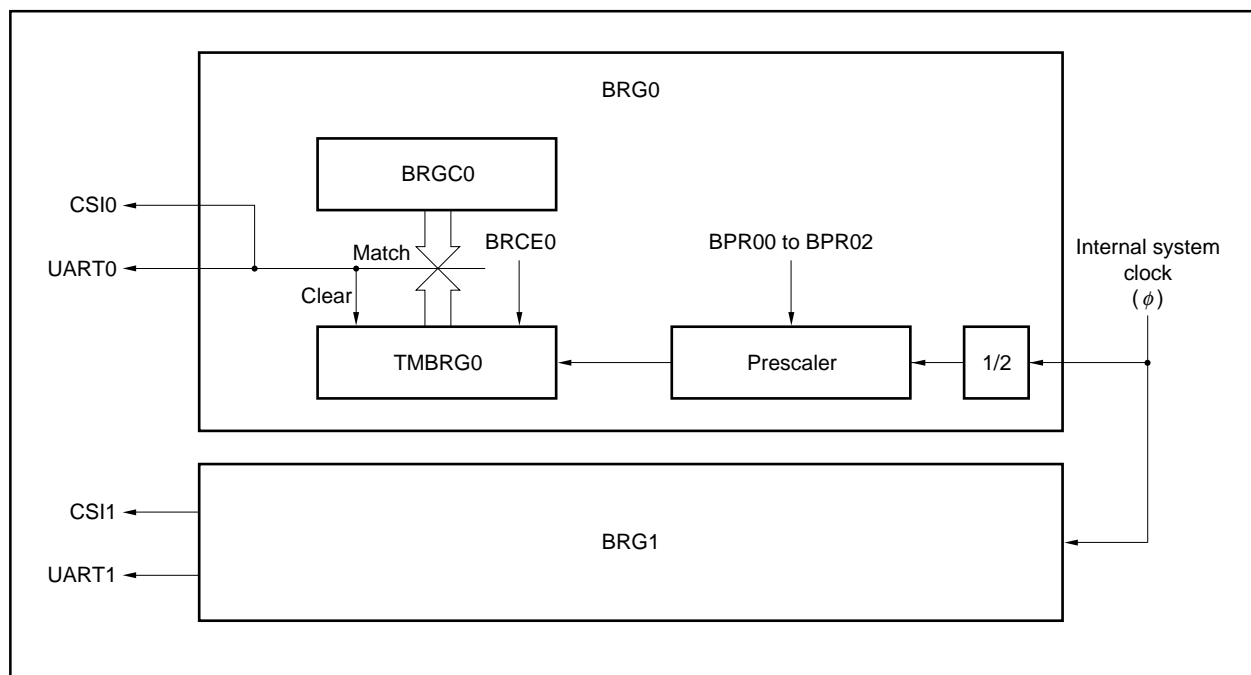 BRG0
BRGC0
CSI0
Match
BRCE0
BPR00 to BPR02
Internal system
clock
(ϕ)
UART0
Clear
TMBRG0
Prescaler
1/2
CSI1
BRG1
UART1